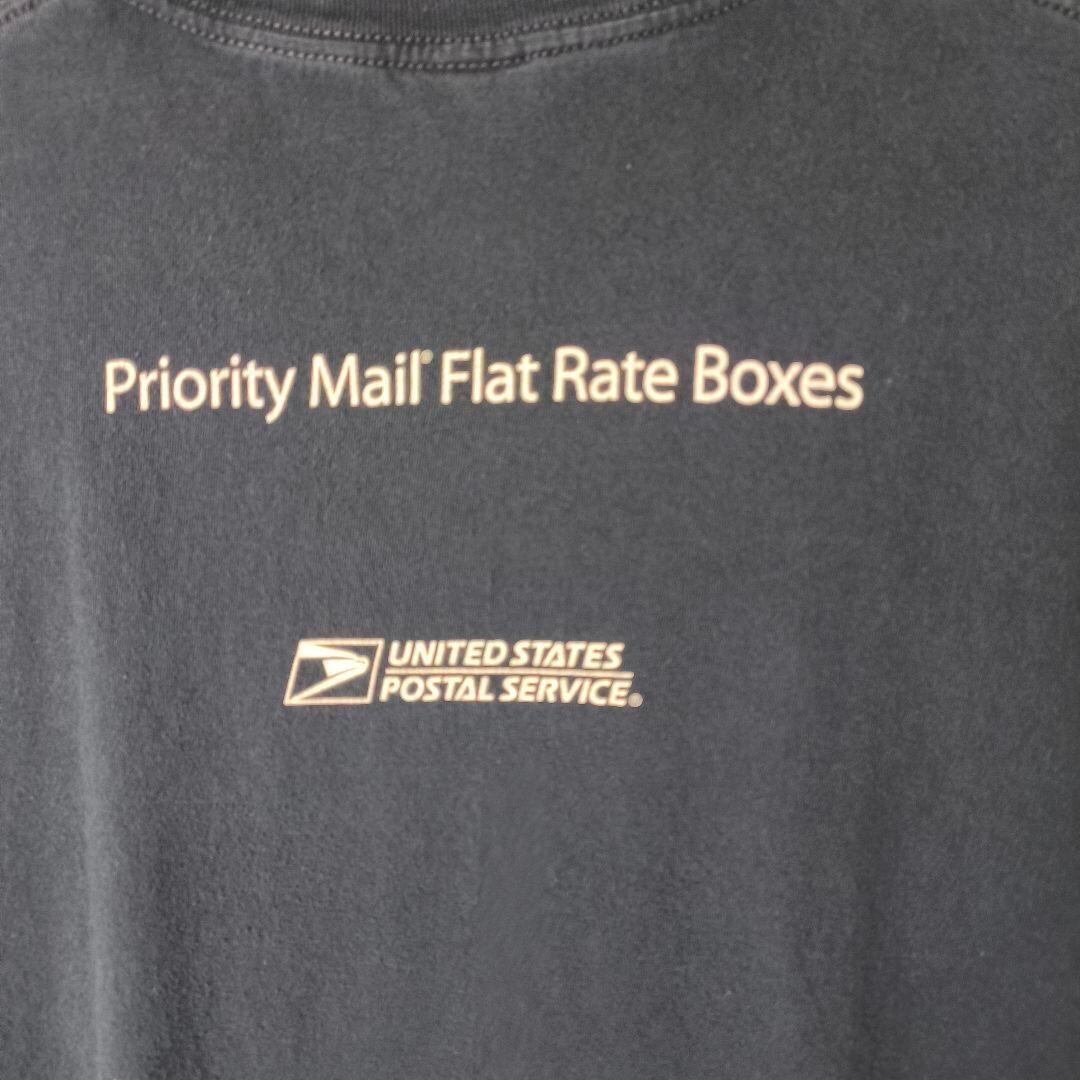 Priority Mail® Flat Rate Boxes
UNITED STATES
POSTAL SERVICE®